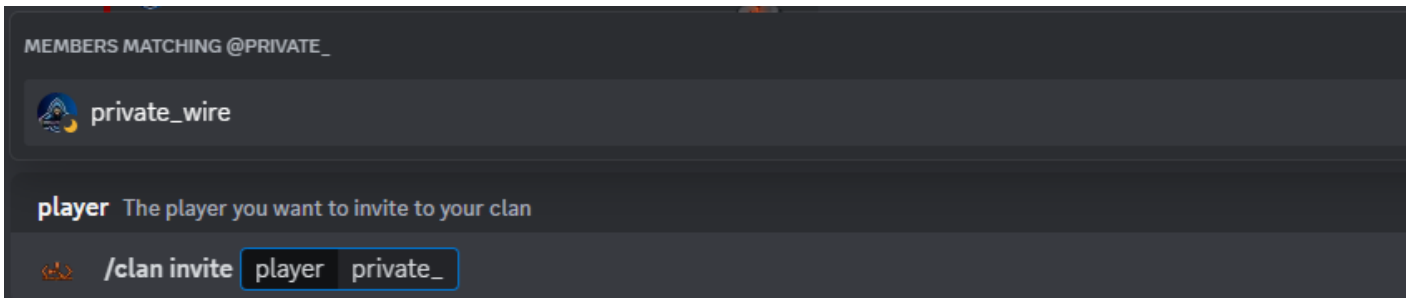 MEMBERS MATCHING @PRIVATE_
private_wire
player The player you want to invite to your clan
/clan invite player private_